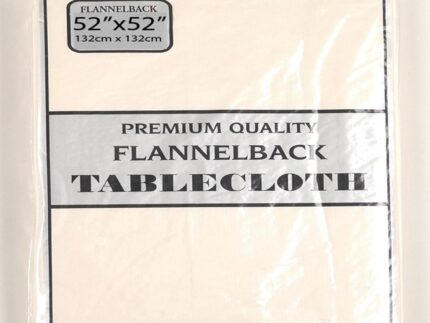 FLANNELBACK
52"x52"
132cm x 132cm
PREMIUM QUALITY
FLANNELBACK
TABLECLOTH